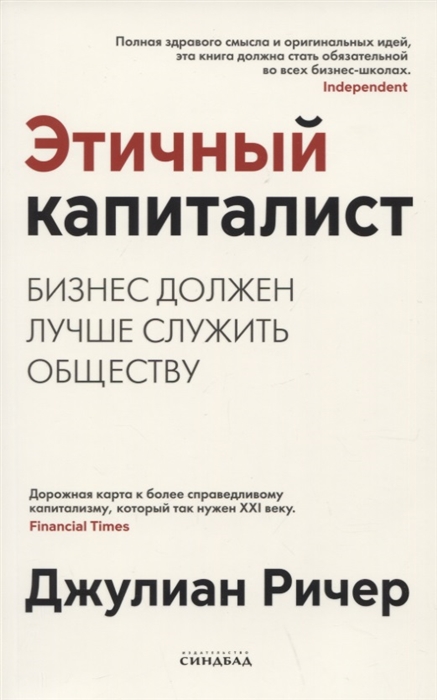 Полная здравого смысла и оригинальных идей,
эта книга должна стать обязательной
во всех бизнес-школах.
Independent
Этичный
капиталист
БИЗНЕС ДОЛЖЕН
ЛУЧШЕ СЛУЖИТЬ
ОБЩЕСТВУ
Дорожная карта к более справедливому
капитализму, который так нужен XXI веку.
Financial Times
Джулиан Ричер
ИЗДАТЕЛЬСТВО
СИНДБАД